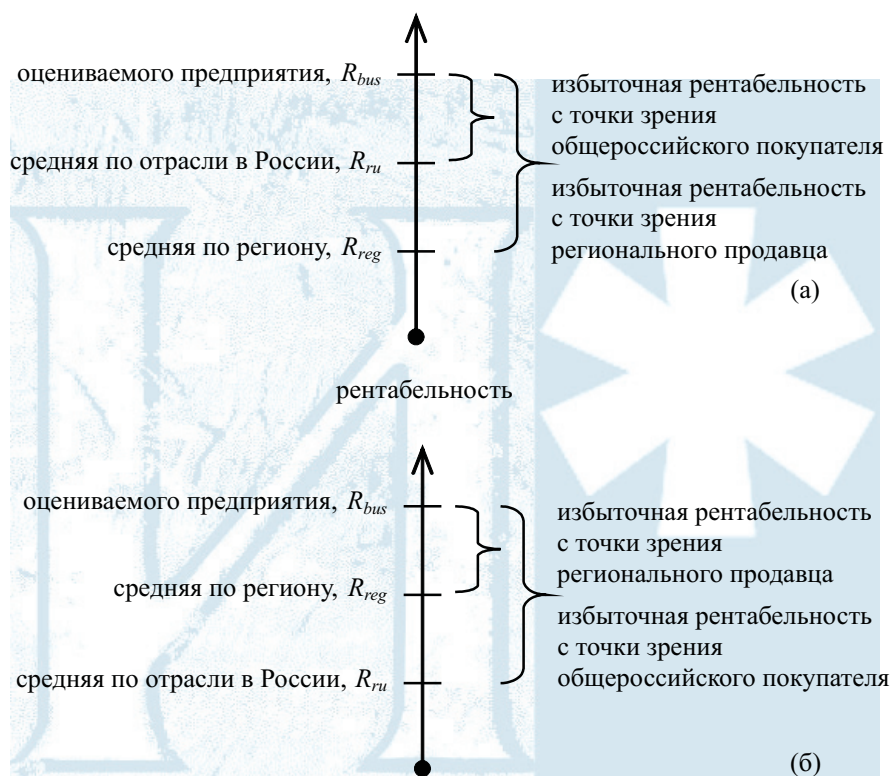 оцениваемого предприятия, R_bus
избыточная рентабельность
с точки зрения
общероссийского покупателя
средняя по отрасли в России, R_ru
избыточная рентабельность
с точки зрения
регионального продавца
средняя по региону, R_reg
(а)
рентабельность
оцениваемого предприятия, R_bus
избыточная рентабельность
с точки зрения
регионального продавца
средняя по региону, R_reg
избыточная рентабельность
с точки зрения
общероссийского покупателя
средняя по отрасли в России, R_ru
(б)